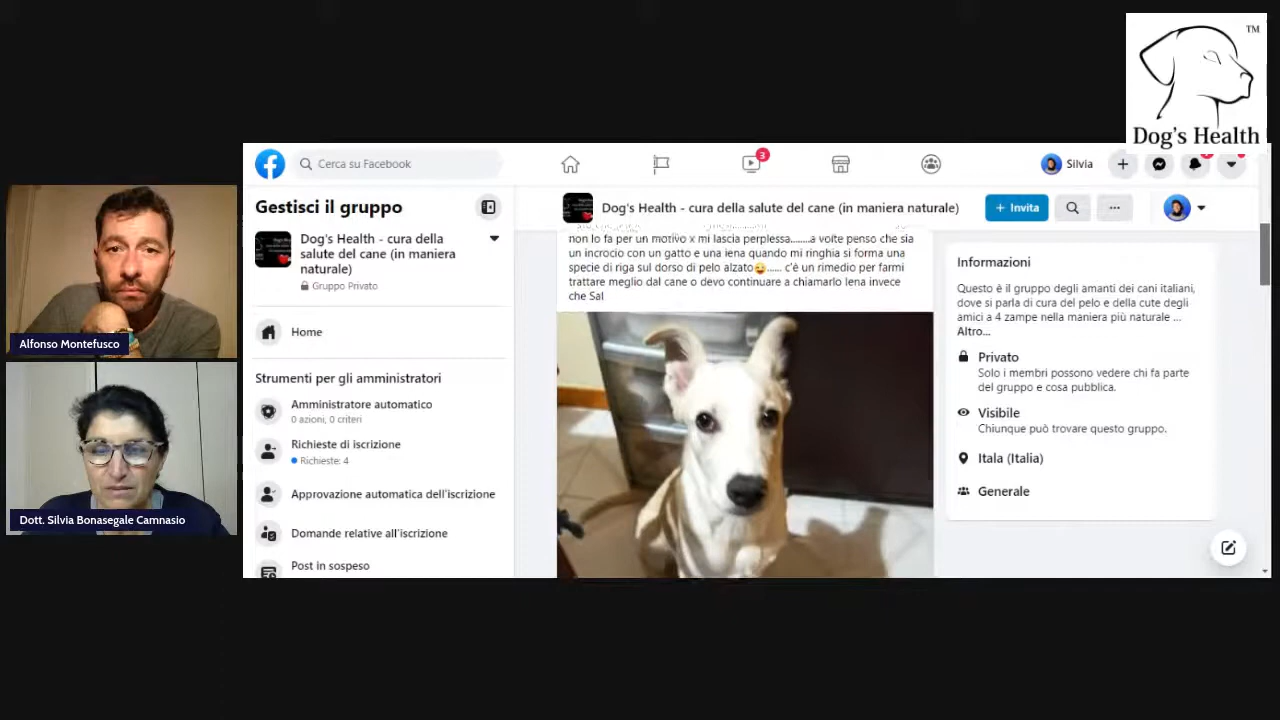 TM
Dog's Health
Cerca su Facebook
3
Silvia
Gestisci il gruppo
Dog's Health - cura della salute del cane (in maniera naturale)
+ Invita
Dog's Health - cura della
salute del cane (in maniera
naturale)
Gruppo Privato
Home
Strumenti per gli amministratori
Amministratore automatico
0 azioni, 0 criteri
Richieste di iscrizione
Richieste: 4
Approvazione automatica dell'iscrizione
Domande relative all'iscrizione
Post in sospeso
non lo fa per un motivo x mi lascia perplessa.......a volte penso che sia
un incrocio con un gatto e una iena quando mi ringhia si forma una
specie di riga sul dorso di pelo alzato😜...... c'è un rimedio per farmi
trattare meglio dal cane o devo continuare a chiamarlo Iena invece
che Sal
Informazioni
Questo è il gruppo degli amanti dei cani italiani,
dove si parla di cura del pelo e della cute degli
amici a 4 zampe nella maniera più naturale ...
Altro...
Privato
Solo i membri possono vedere chi fa parte
del gruppo e cosa pubblica.
Visibile
Chiunque può trovare questo gruppo.
Itala (Italia)
Generale
Alfonso Montefusco
Dott. Silvia Bonasegale Camnasio